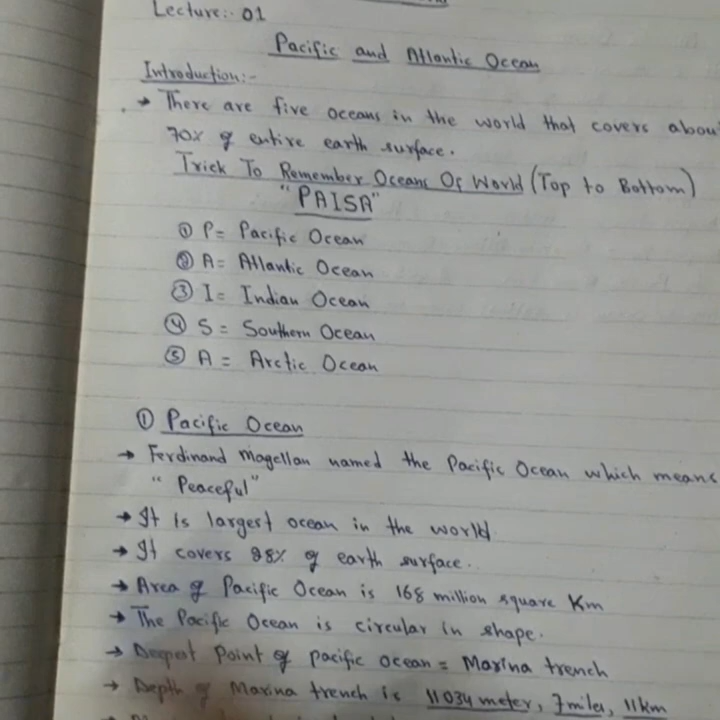 Lecture:- 01
Pacific and Atlantic Ocean
Introduction:-
→ There are five oceans in the world that covers abou
70% of entire earth surface.
Trick To Remember Oceans Of World (Top to Bottom)
"PAISA"
① P= Pacific Ocean
② A= Atlantic Ocean
③ I= Indian Ocean
④ S= Southern Ocean
⑤ A= Arctic Ocean
① Pacific Ocean
→ Ferdinand Magellan named the Pacific Ocean which means
"Peaceful"
→ It is largest ocean in the world
→ It covers % of earth surface.
→ Area of Pacific Ocean is 168 million square Km
→ The Pacific Ocean is circular in shape.
→ Deepest Point of Pacific ocean = Marina trench
→ Depth of Marina trench is 11034 meter, 7miles, 11km